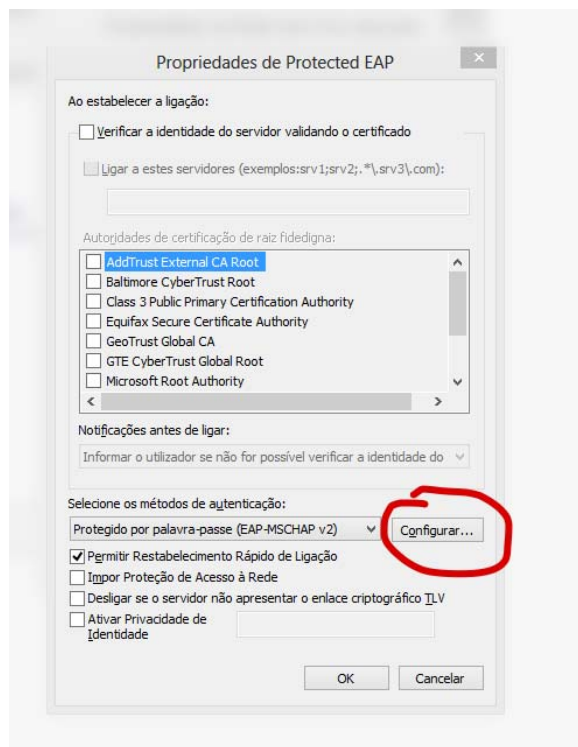 Propriedades de Protected EAP
Ao estabelecer a ligação:
Verificar a identidade do servidor validando o certificado
Ligar a estes servidores (exemplos:srv1;srv2;.*\.srv3\.com):
Autoridades de certificação de raiz fidedigna:
AddTrust External CA Root
Baltimore CyberTrust Root
Class 3 Public Primary Certification Authority
Equifax Secure Certificate Authority
GeoTrust Global CA
GTE CyberTrust Global Root
Microsoft Root Authority
Notificações antes de ligar:
Informar o utilizador se não for possível verificar a identidade do
Selecione os métodos de autenticação:
Protegido por palavra-passe (EAP-MSCHAP v2) Configurar...
Permitir Restabelecimento Rápido de Ligação
Impor Proteção de Acesso à Rede
Desligar se o servidor não apresentar o enlace criptográfico TLV
Ativar Privacidade de
Identidade
OK Cancelar